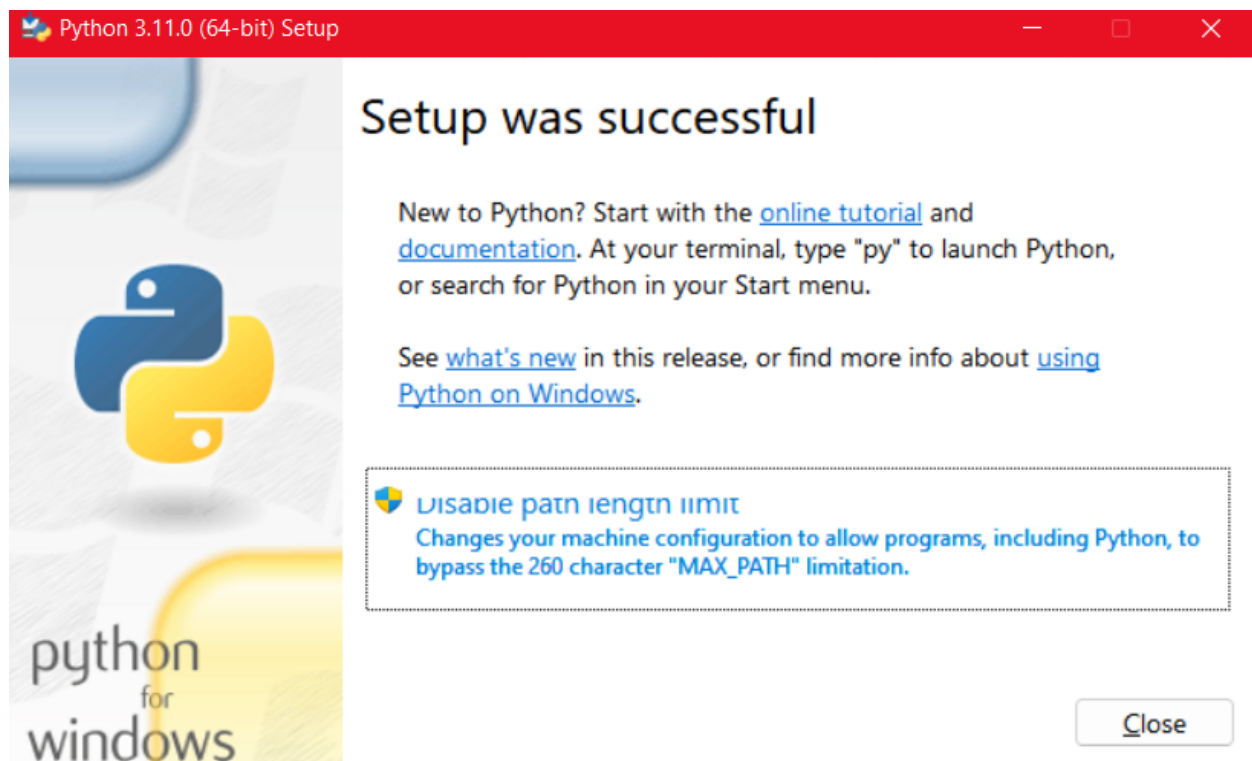 Python 3.11.0 (64-bit) Setup
Setup was successful
New to Python? Start with the online tutorial and
documentation. At your terminal, type "py" to launch Python,
or search for Python in your Start menu.
See what's new in this release, or find more info about using
Python on Windows.
Disable path length limit
Changes your machine configuration to allow programs, including Python, to
bypass the 260 character "MAX_PATH" limitation.
python
for
windows
Close